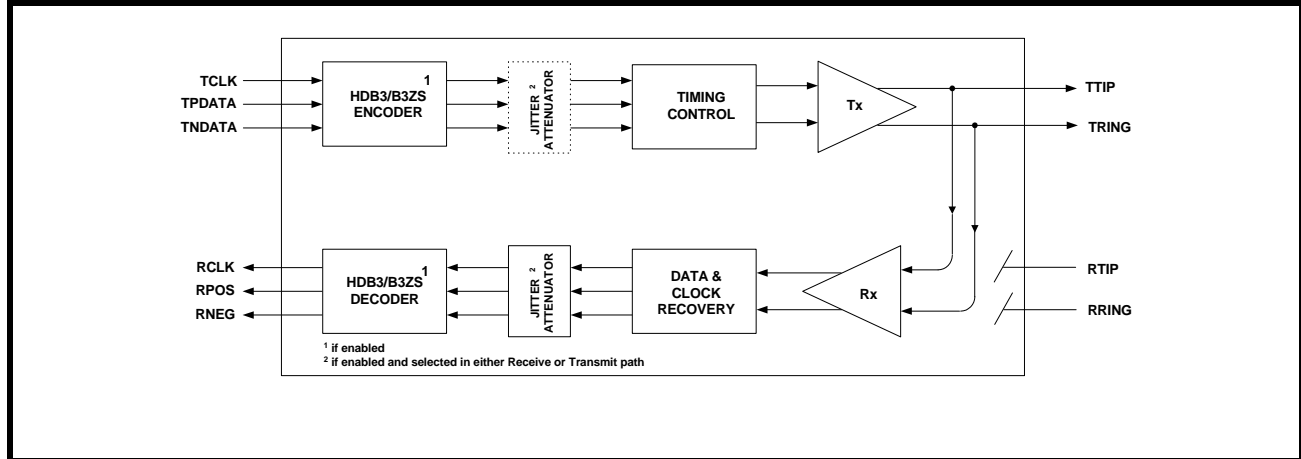 TCLK
TPDATA
TNDATA
HDB3/B3ZS 1
ENCODER
JITTER 2
ATTENUATOR
TIMING
CONTROL
Tx
TTIP
TRING
RCLK
RPOS
RNEG
HDB3/B3ZS 1
DECODER
JITTER 2
ATTENUATOR
DATA &
CLOCK
RECOVERY
Rx
RTIP
RRING
1 if enabled
2 if enabled and selected in either Receive or Transmit path